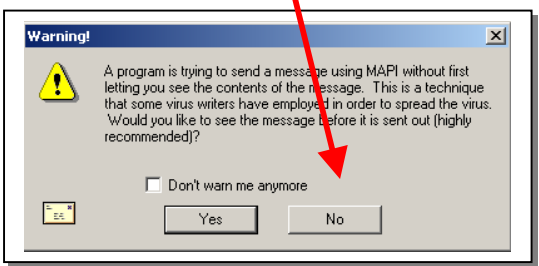 Warning!
A program is trying to send a message using MAPI without first
letting you see the contents of the message. This is a technique
that some virus writers have employed in order to spread the virus.
Would you like to see the message before it is sent out (highly
recommended)?
Don't warn me anymore
Yes No